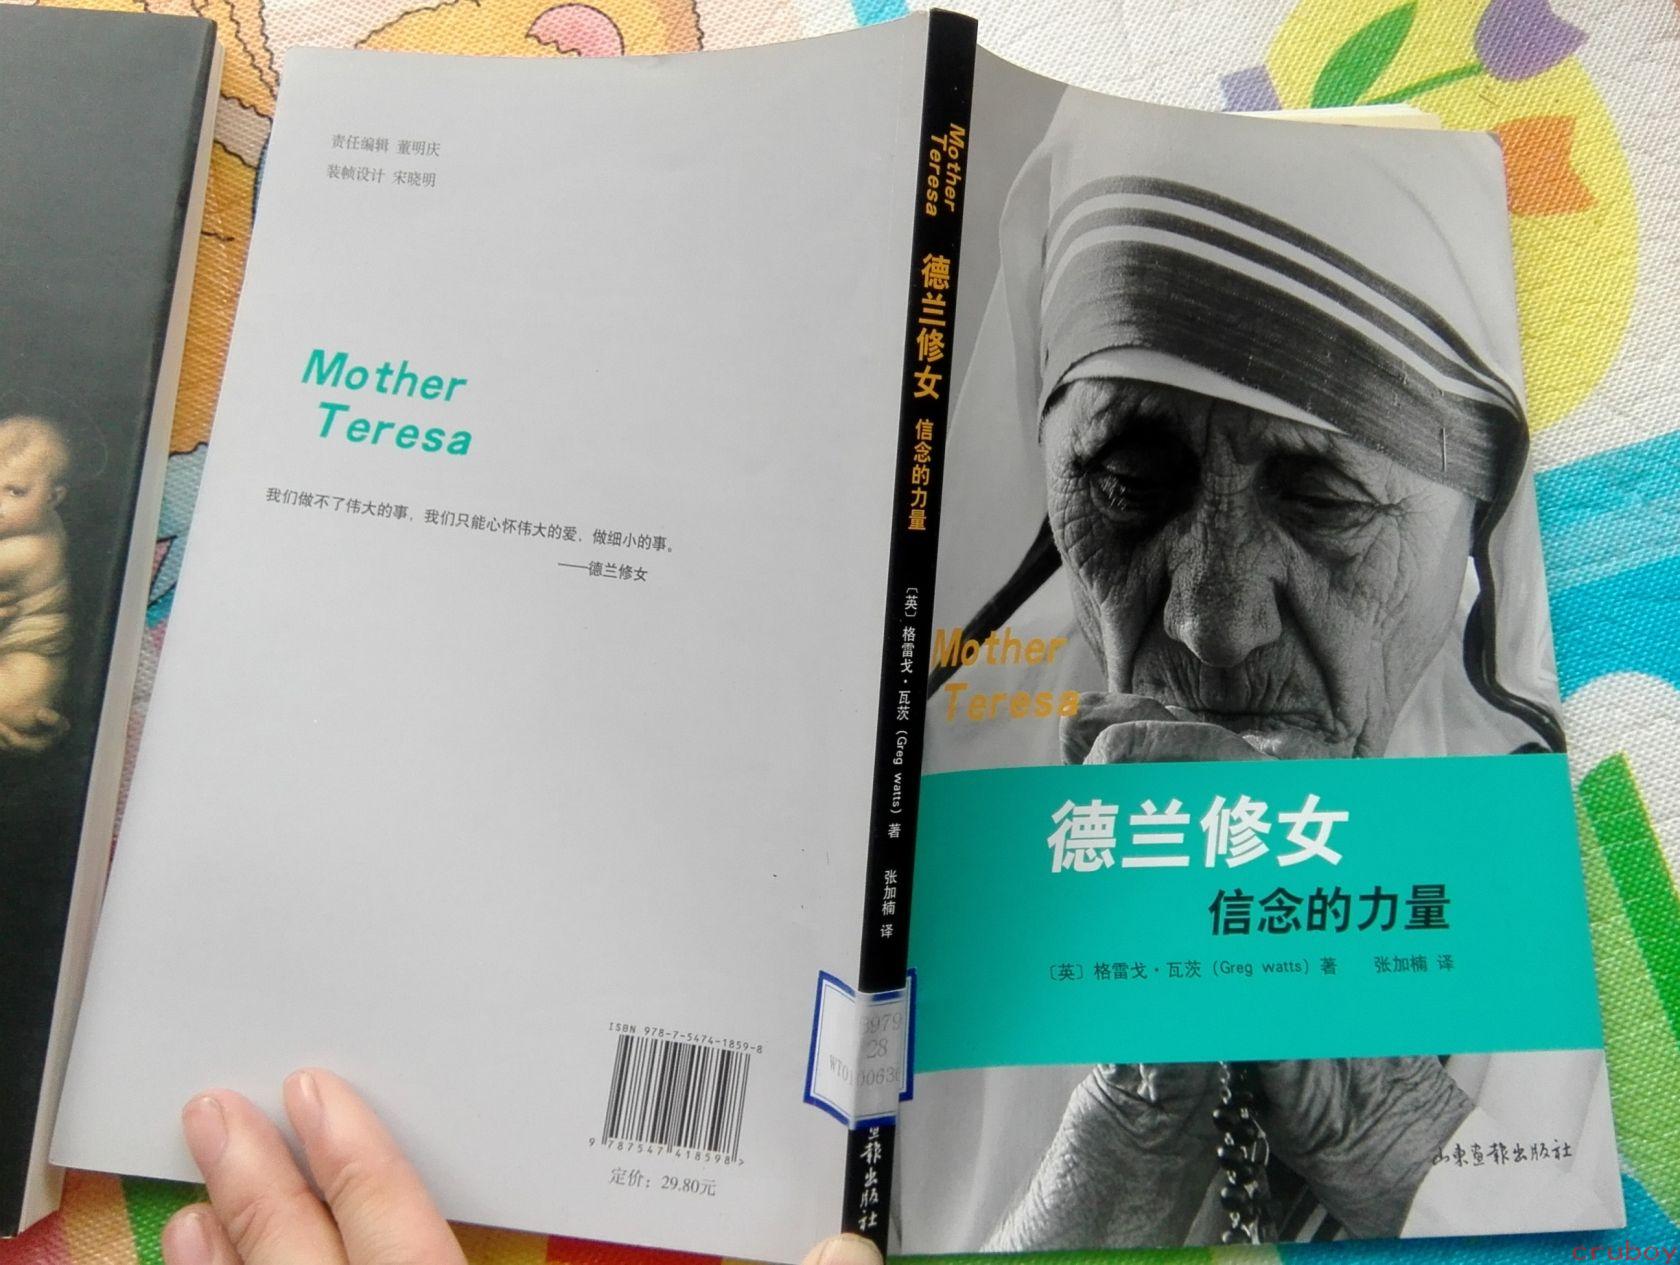 责任编辑 董明庆
装帧设计 宋晓明
Mother
Teresa
我们做不了伟大的事，我们只能心怀伟大的爱，做细小的事。
——德兰修女
ISBN 978-7-5474-1859-8
9 787547 418598 >
定价：29.80元
Mother
Teresa
德兰修女
信念的力量
〔英〕格雷戈·瓦茨（Greg watts）著
张加楠 译
28
画报出版社
Mother
Teresa
德兰修女
信念的力量
〔英〕格雷戈·瓦茨（Greg watts）著 张加楠 译
山东画报出版社
crubov